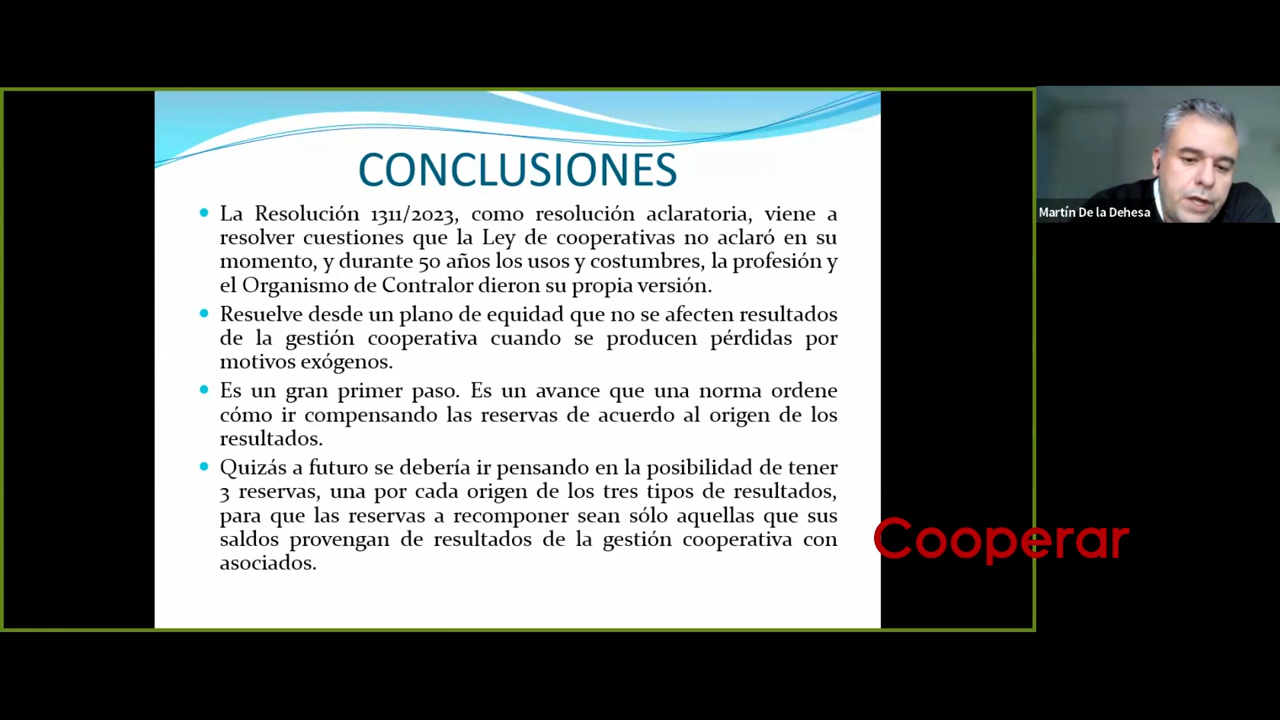 CONCLUSIONES
La Resolución 1311/2023, como resolución aclaratoria, viene a
resolver cuestiones que la Ley de cooperativas no aclaró en su
momento, y durante 50 años los usos y costumbres, la profesión y
el Organismo de Contralor dieron su propia versión.
Resuelve desde un plano de equidad que no se afecten resultados
de la gestión cooperativa cuando se producen pérdidas por
motivos exógenos.
Es un gran primer paso. Es un avance que una norma ordene
cómo ir compensando las reservas de acuerdo al origen de los
resultados.
Quizás a futuro se debería ir pensando en la posibilidad de tener
3 reservas, una por cada origen de los tres tipos de resultados,
para que las reservas a recomponer sean sólo aquellas que sus
saldos provengan de resultados de la gestión cooperativa con
asociados.
Martín De la Dehesa
Cooperar